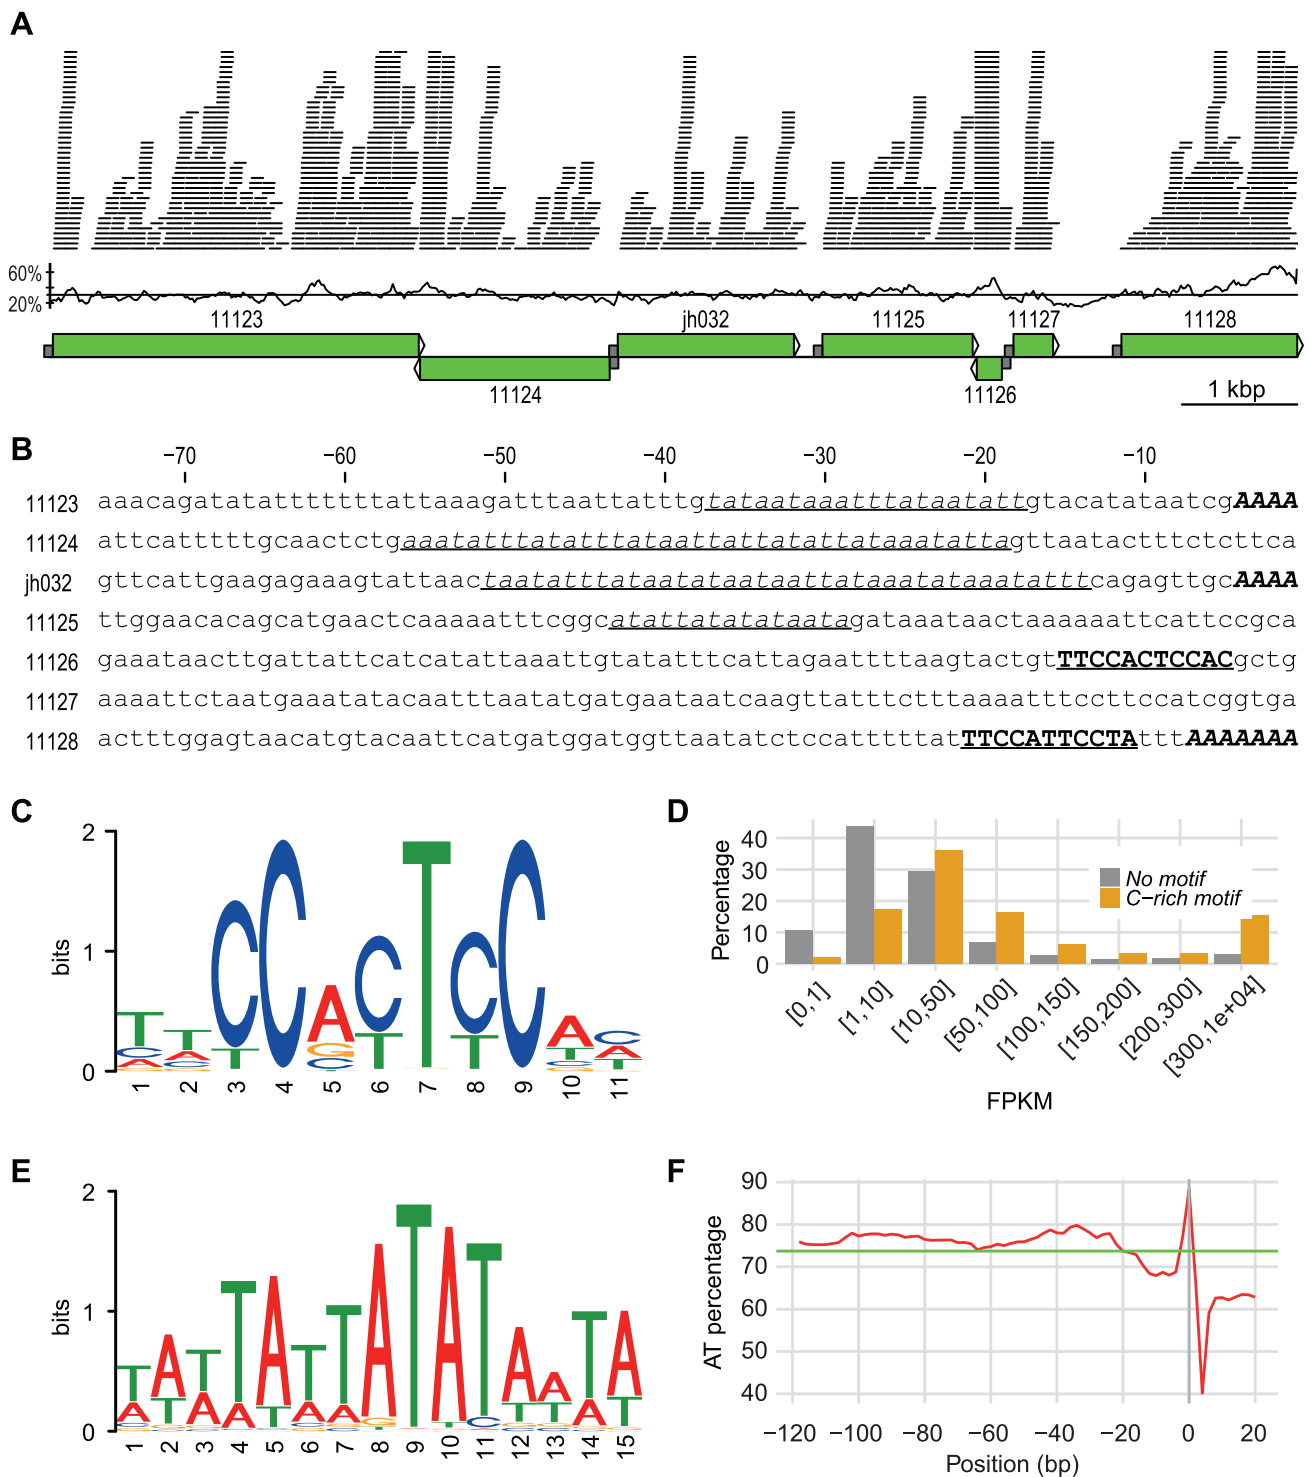 A
60%
20%
11123
jh032
11125
11127
11128
11124
11126
1 kbp
B
−70 −60 −50 −40 −30 −20 −10
11123 aaacagatatattttttttattaaagatttaattatttgtataataaatttataatattgtacatataatcgAAAA
11124 attcatttttgcaactctgaaatatttatatttataattattatattattataaatattagttaatactttctcttca
jh032 gttcattgaagagaaagtattaactaatatttataatataataattataaatataaatatttcagagttgcAAAA
11125 ttggaacacagcatgaactcaaaaatttcggcatattatatataatagataaataactaaaaaattcattccgca
11126 gaaataacttgattattcatcatattaaattgtatatttcattagaattttaagtactgtTTCCACTCCACgctg
11127 aaaattctaatgaaatataaatatgatgaataatcaagttatttctttaaaatttccttccatcggtga
11128 actttggagtaacatgtacaattcatgatggatggttaatatctccatttttatTTCCATTCCTAtttAAAAAAA
C
2
1
0
bits
1 2 3 4 5 6 7 8 9 10 11
D
Percentage
40
30
20
10
0
No motif
C−rich motif
[0,1] [1,10] [10,50] [50,100] [100,150] [150,200] [200,300] [300,1e+04]
FPKM
E
2
1
0
bits
1 2 3 4 5 6 7 8 9 10 11 12 13 14 15
F
AT percentage
90
80
70
60
50
40
−120 −100 −80 −60 −40 −20 0 20
Position (bp)